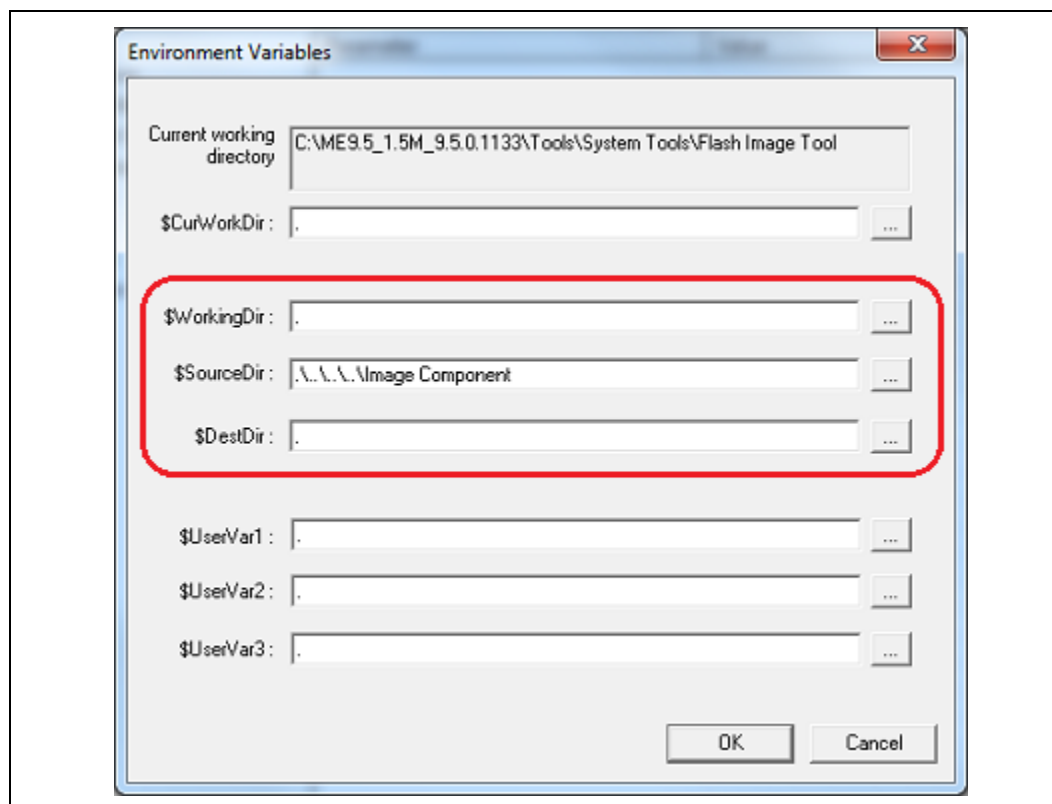 Environment Variables
Current working
directory
C:\ME9.5_1.5M_9.5.0.1133\Tools\System Tools\Flash Image Tool
$CurWorkDir : . ...
$WorkingDir : . ...
$SourceDir : .\..\..\..\Image Component ...
$DestDir : . ...
$UserVar1 : . ...
$UserVar2 : . ...
$UserVar3 : . ...
OK Cancel